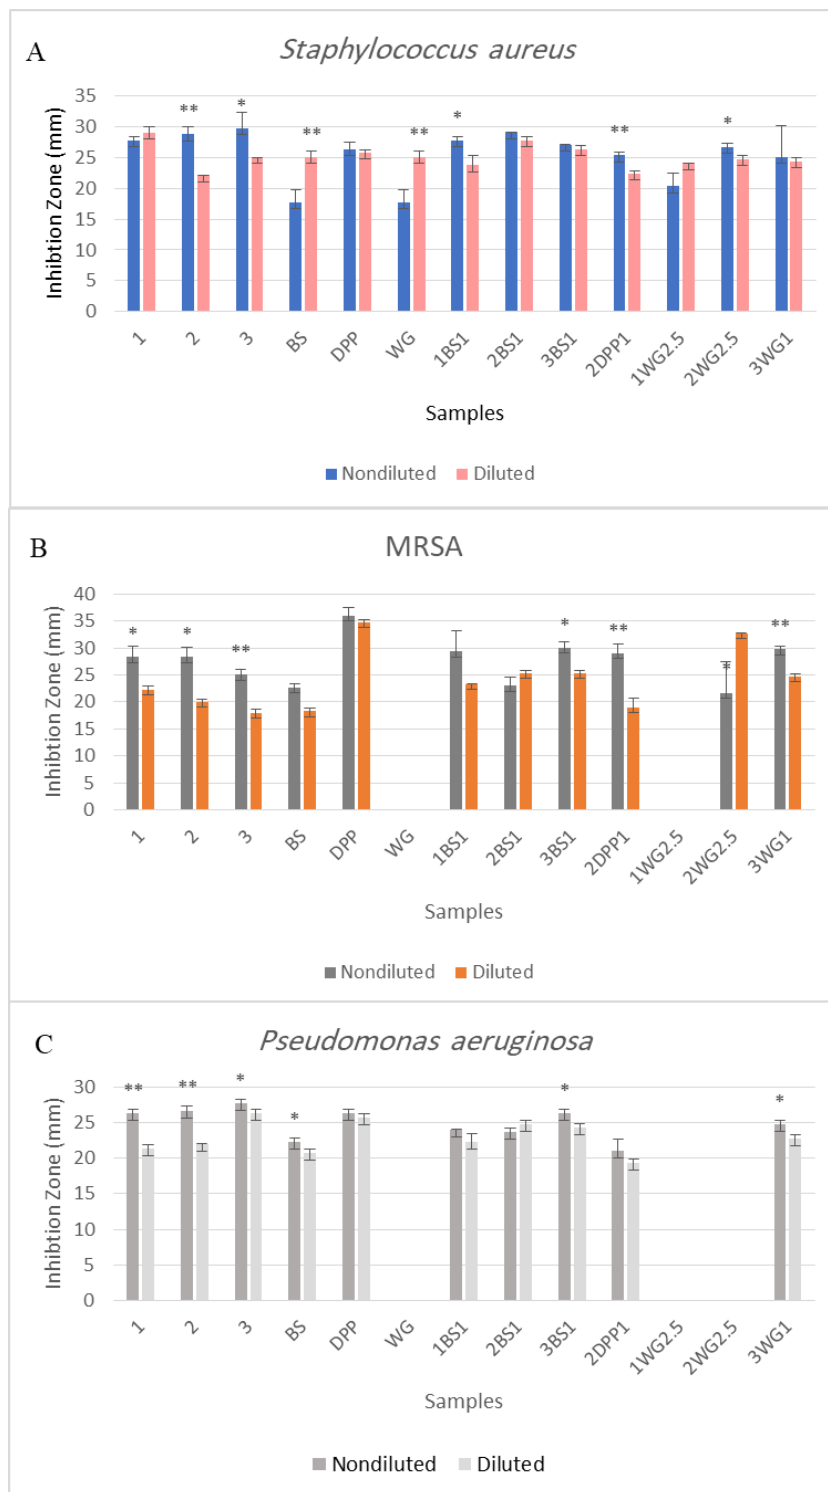 A
Staphylococcus aureus
Inhibtion Zone (mm)
35
30
25
20
15
10
5
0
** * ** ** * ** *
1 2 3 BS DPP WG 1BS1 2BS1 3BS1 2DPP1 1WG2.5 2WG2.5 3WG1
Samples
Nondiluted Diluted
B
MRSA
Inhibtion Zone (mm)
40
35
30
25
20
15
10
5
0
* * ** * ** * **
1 2 3 BS DPP WG 1BS1 2BS1 3BS1 2DPP1 1WG2.5 2WG2.5 3WG1
Samples
Nondiluted Diluted
C
Pseudomonas aeruginosa
Inhibtion Zone (mm)
30
25
20
15
10
5
0
** ** * * * *
1 2 3 BS DPP WG 1BS1 2BS1 3BS1 2DPP1 1WG2.5 2WG2.5 3WG1
Samples
Nondiluted Diluted